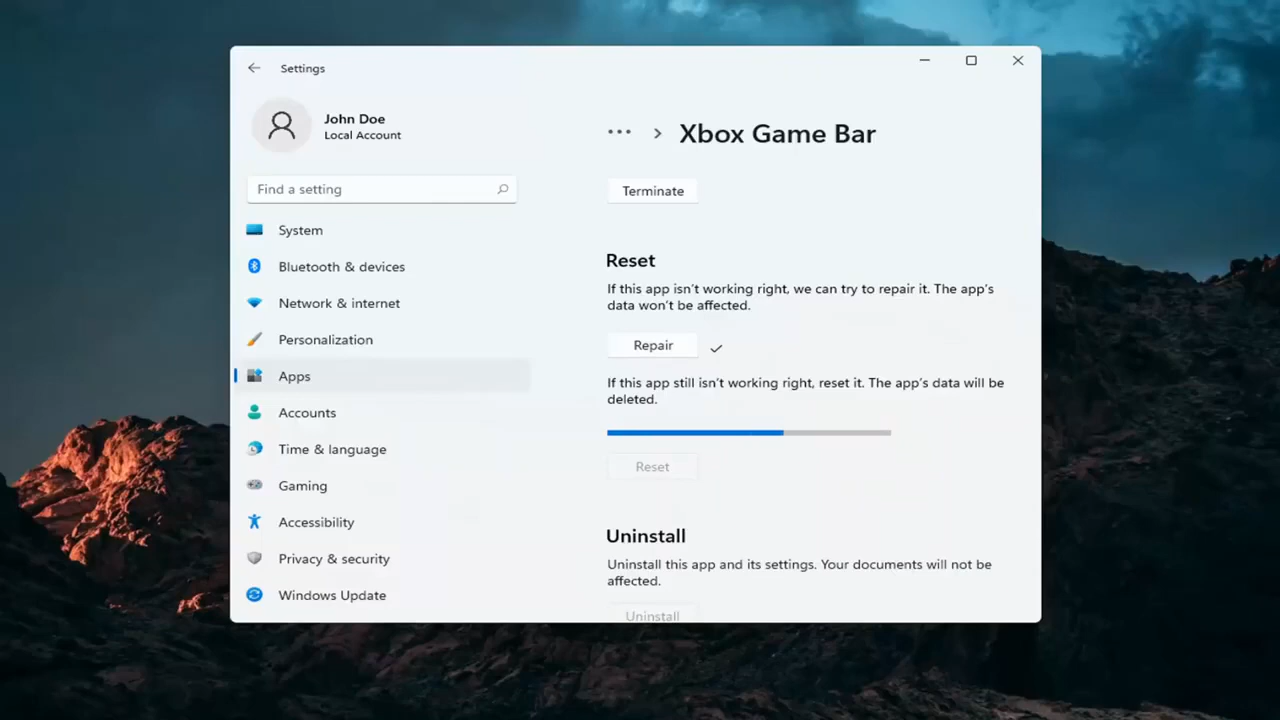 Settings
John Doe
Local Account
Find a setting
System
Bluetooth & devices
Network & internet
Personalization
Apps
Accounts
Time & language
Gaming
Accessibility
Privacy & security
Windows Update
Xbox Game Bar
Terminate
Reset
If this app isn't working right, we can try to repair it. The app's
data won't be affected.
Repair
If this app still isn't working right, reset it. The app's data will be
deleted.
Reset
Uninstall
Uninstall this app and its settings. Your documents will not be
affected.
Uninstall